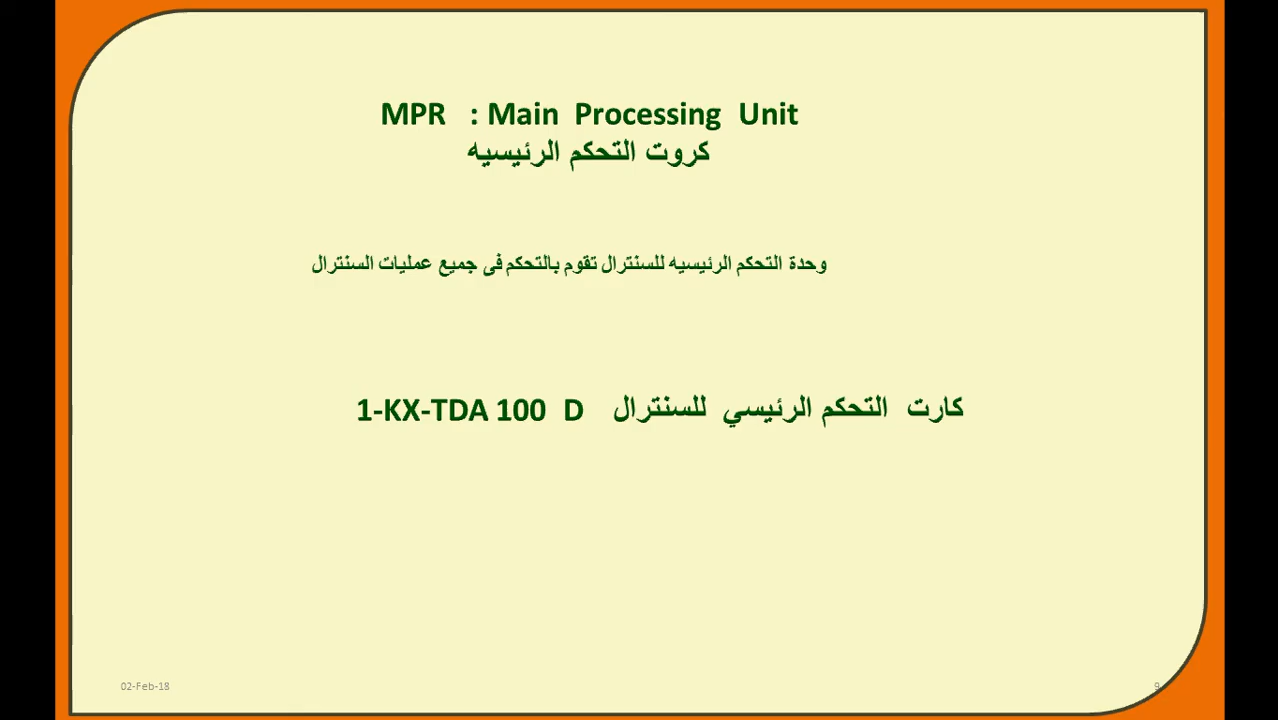 MPR : Main Processing Unit
كروت التحكم الرئيسيه
وحدة التحكم الرئيسيه للسنترال تقوم بالتحكم فى جميع عمليات السنترال
1-KX-TDA 100 D كارت التحكم الرئيسي للسنترال
02-Feb-18
9